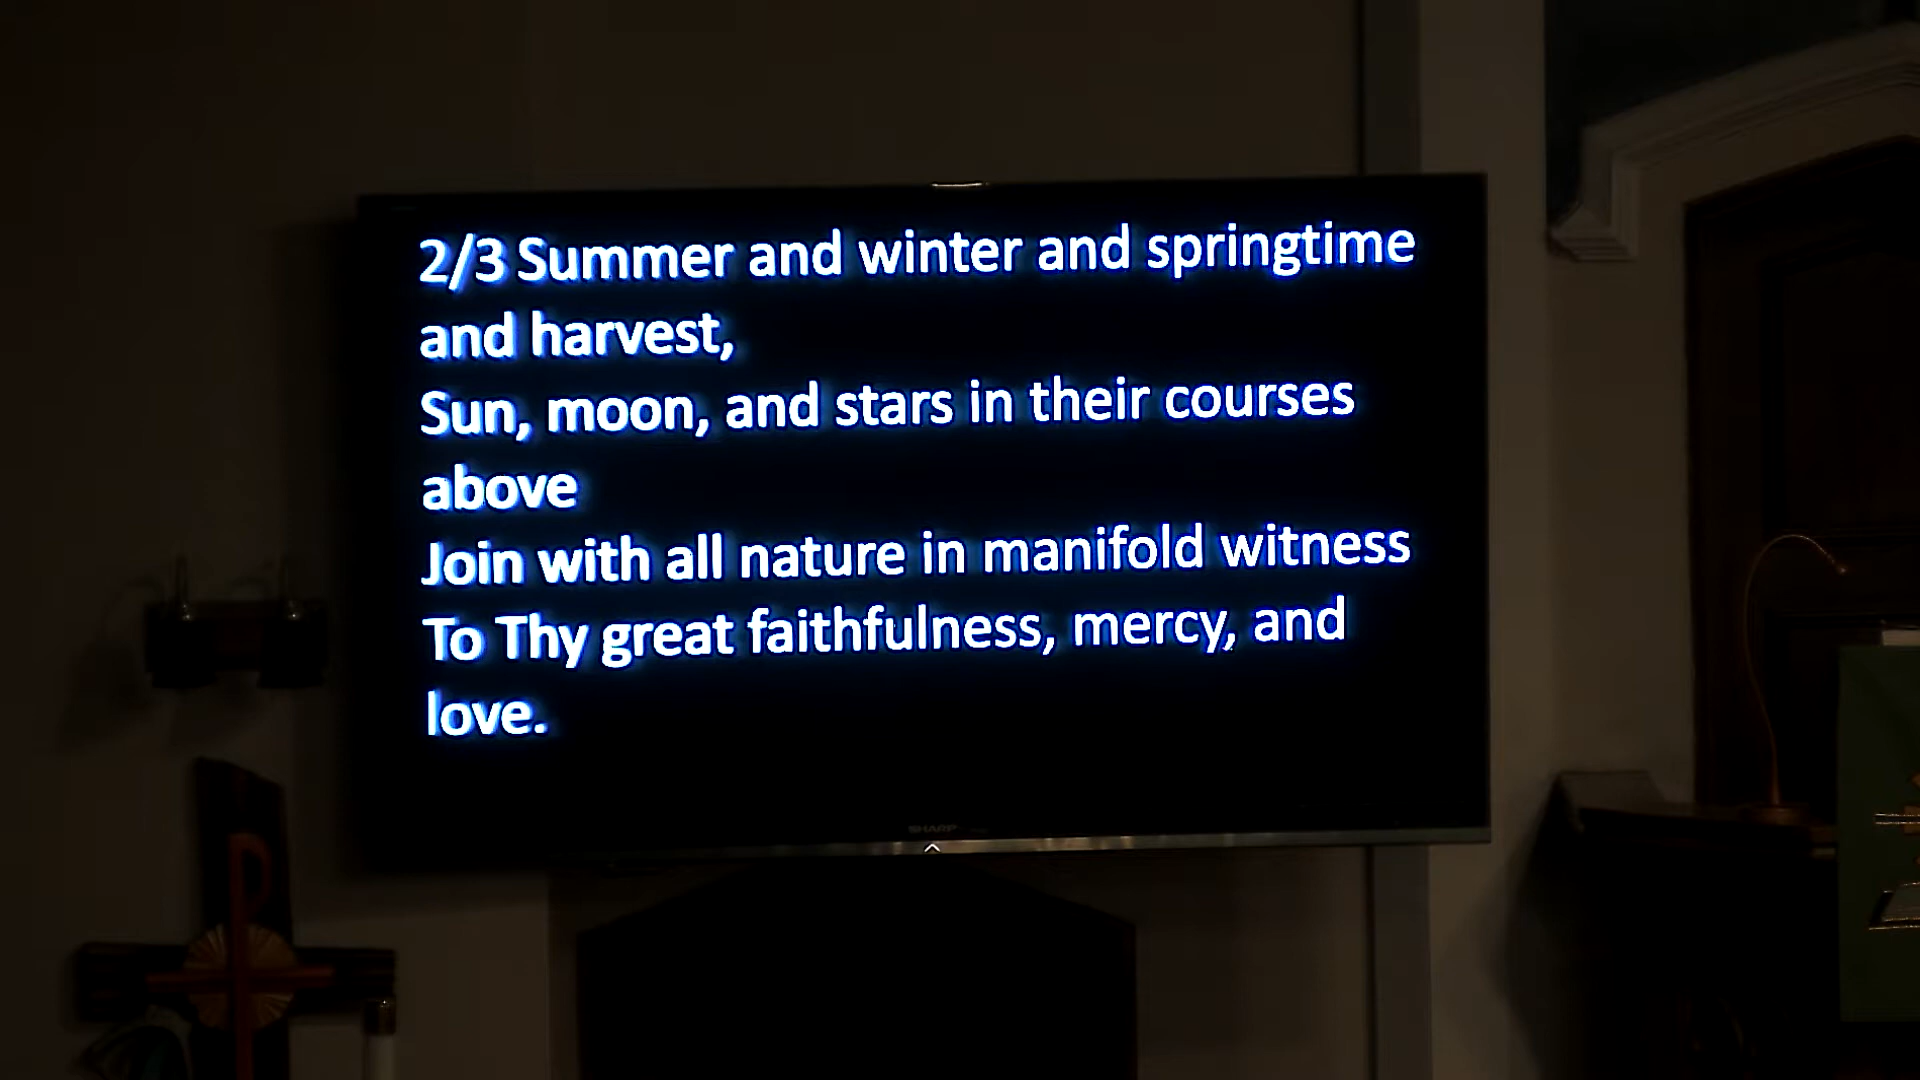 2/3 Summer and winter and springtime
and harvest,
Sun, moon, and stars in their courses
above
Join with all nature in manifold witness
To Thy great faithfulness, mercy, and
love.
SHARP